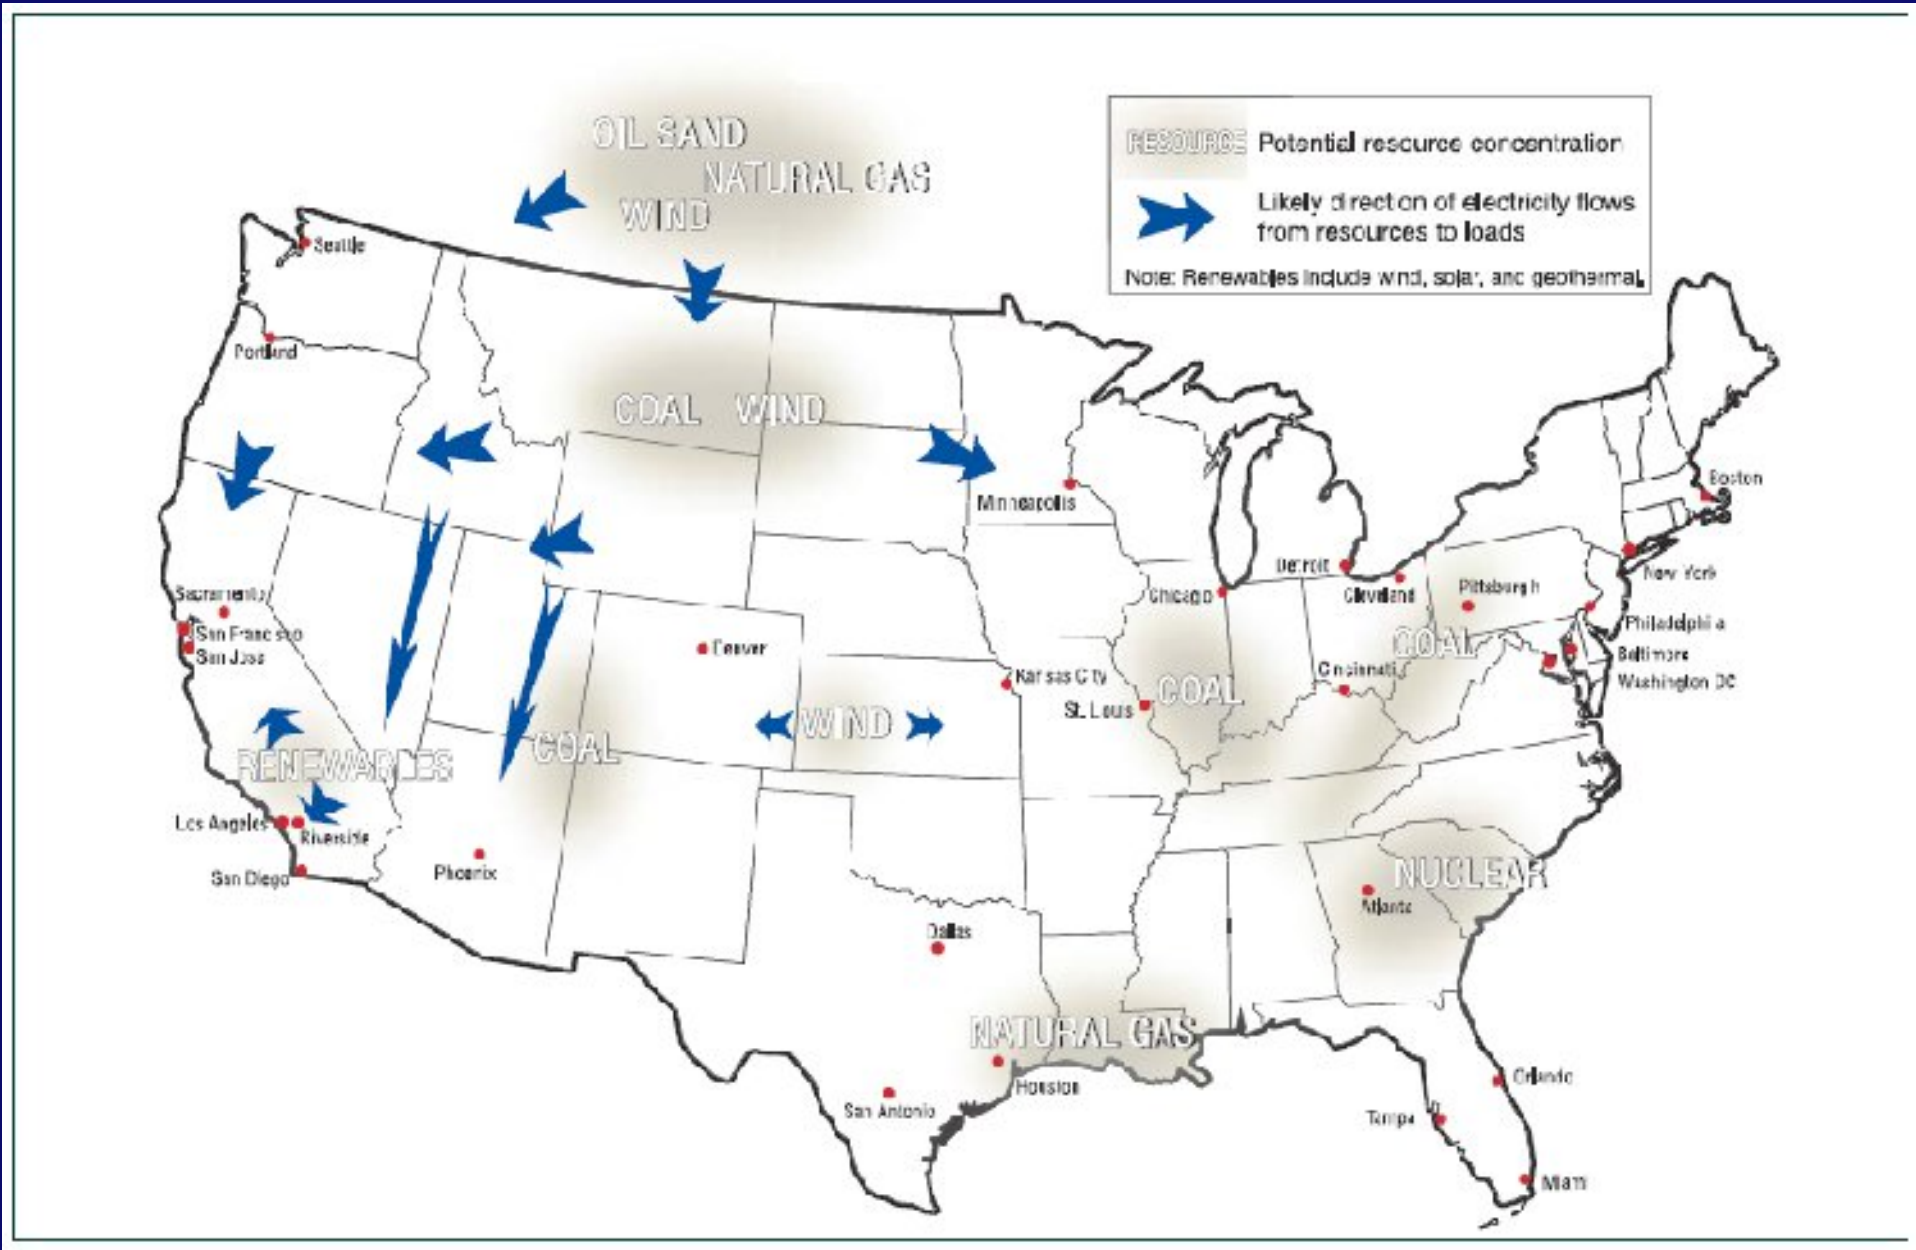 OIL SAND
NATURAL GAS
WIND
RESOURCE Potential resource concentration
Likely direction of electricity flows
from resources to loads
Note: Renewables include wind, solar, and geothermal.
Seattle
Portland
COAL WIND
Minneapolis
Boston
New York
Detroit
Cleveland
Pittsburgh
Chicago
Philadelphia
Baltimore
Washington DC
COAL
Sacramento
San Francisco
San Jose
Denver
Kansas City
St. Louis
Cincinnati
COAL
WIND
COAL
RENEWABLES
Los Angeles
Riverside
San Diego
Phoenix
NUCLEAR
Atlanta
Dallas
NATURAL GAS
Houston
San Antonio
Orlando
Tampa
Miami